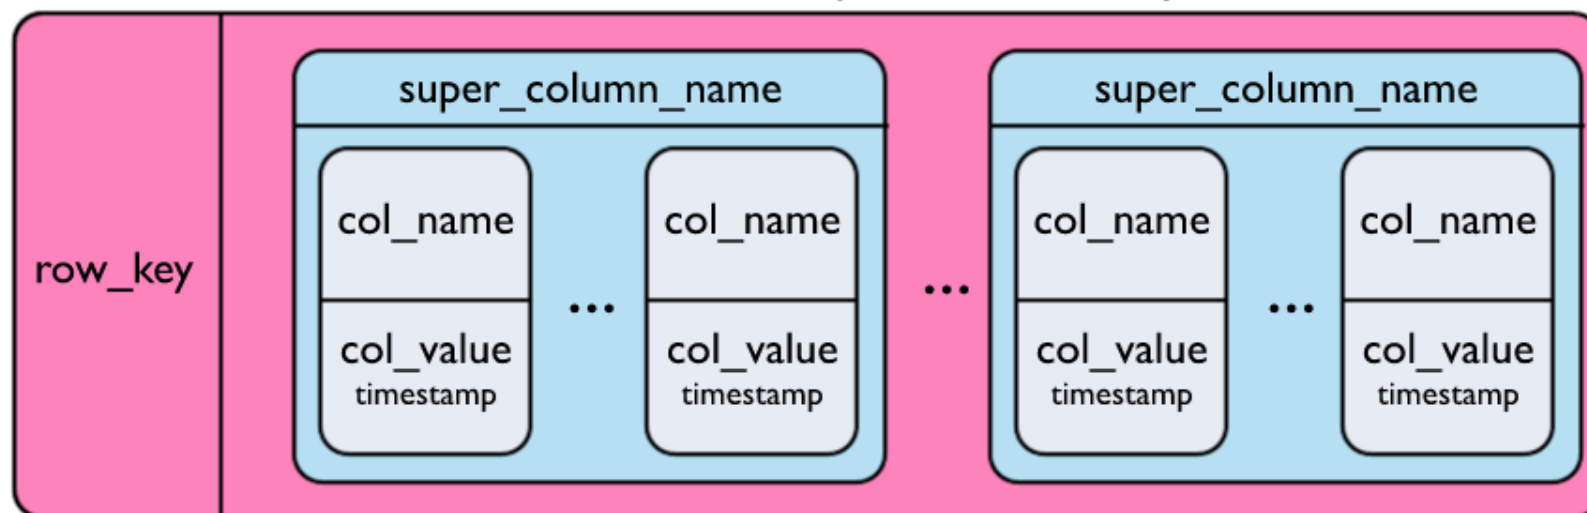 super_column_name
super_column_name
col_name
col_name
col_name
col_name
row_key
...
...
...
col_value
timestamp
col_value
timestamp
col_value
timestamp
col_value
timestamp